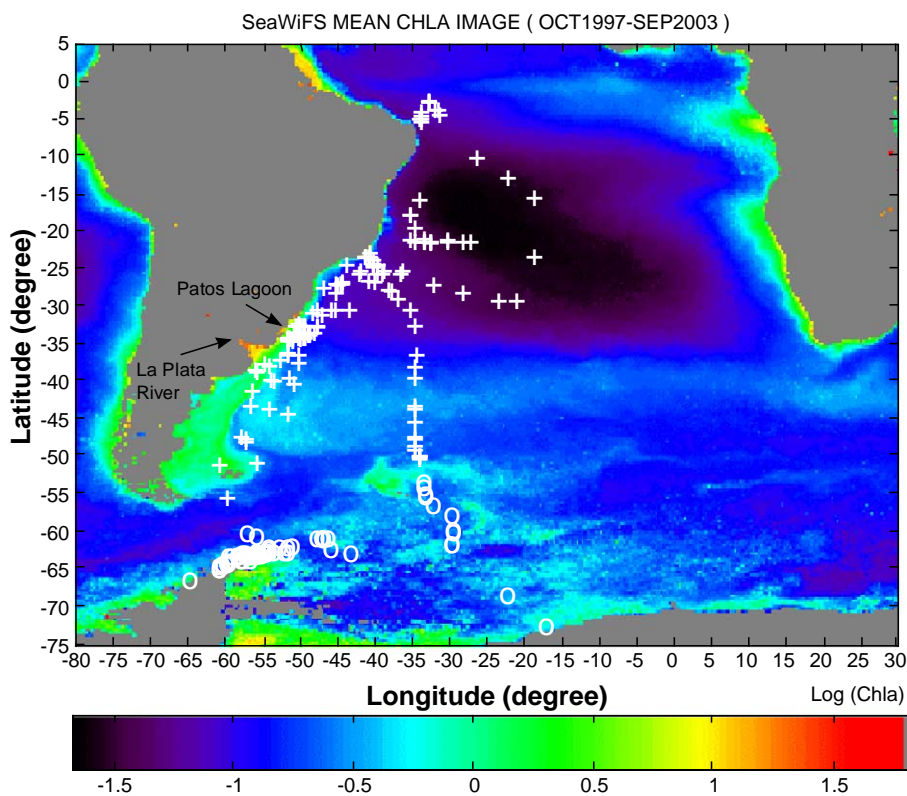 SeaWiFS MEAN CHLA IMAGE ( OCT1997-SEP2003 )
5
0
-5
-10
-15
-20
-25
-30
-35
-40
-45
-50
-55
-60
-65
-70
-75
Latitude (degree)
Patos Lagoon
La Plata
River
-80 -75 -70 -65 -60 -55 -50 -45 -40 -35 -30 -25 -20 -15 -10 -5 0 5 10 15 20 25 30
Longitude (degree)
Log (Chla)
-1.5 -1 -0.5 0 0.5 1 1.5